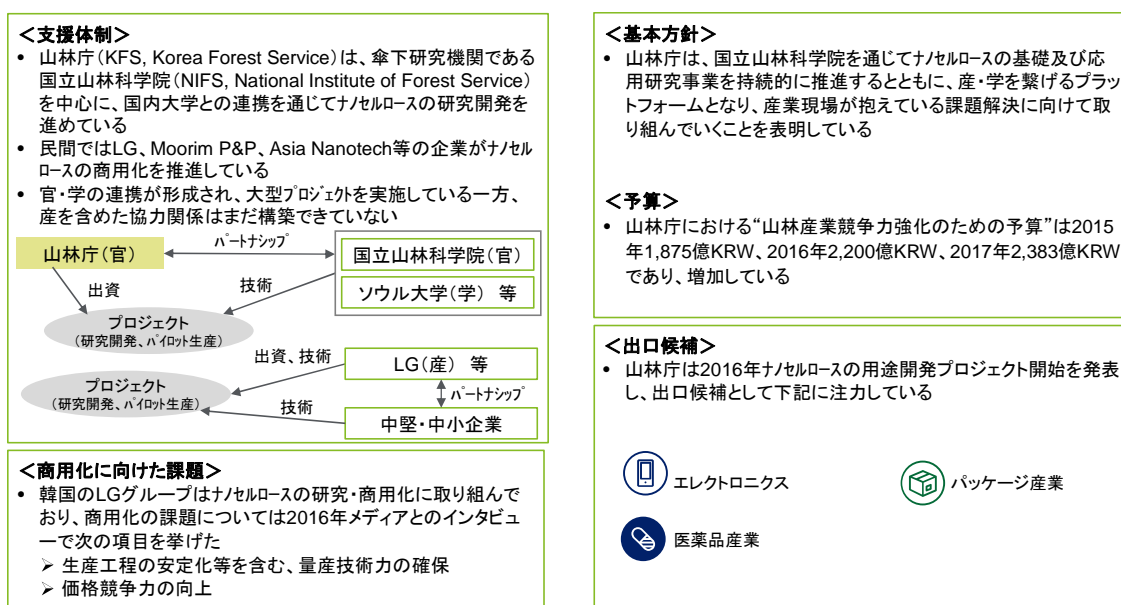 ＜支援体制＞
• 山林庁（KFS, Korea Forest Service）は、傘下研究機関である
国立山林科学院（NIFS, National Institute of Forest Service）
を中心に、国内大学との連携を通じてﾅﾉｾﾙﾛｰｽの研究開発を
進めている
• 民間ではLG、Moorim P&P、Asia Nanotech等の企業がﾅﾉｾﾙ
ﾛｰｽの商用化を推進している
• 官・学の連携が形成され、大型ﾌﾟﾛｼﾞｪｸﾄを実施している一方、
産を含めた協力関係はまだ構築できていない
山林庁（官）
ﾊﾟｰﾄﾅｼｯﾌﾟ
国立山林科学院（官）
ソウル大学（学） 等
出資
技術
プロジェクト
（研究開発、ﾊﾟｲﾛｯﾄ生産）
出資、技術
LG（産） 等
プロジェクト
（研究開発、ﾊﾟｲﾛｯﾄ生産）
ﾊﾟｰﾄﾅｼｯﾌﾟ
技術
中堅・中小企業
＜商用化に向けた課題＞
• 韓国のLGグループはﾅﾉｾﾙﾛｰｽの研究・商用化に取り組んで
おり、商用化の課題については2016年メディアとのインタビュ
ーで次の項目を挙げた
➢ 生産工程の安定化等を含む、量産技術力の確保
➢ 価格競争力の向上
＜基本方針＞
• 山林庁は、国立山林科学院を通じてﾅﾉｾﾙﾛｰｽの基礎及び応
用研究事業を持続的に推進するとともに、産・学を繋げるプラッ
トフォームとなり、産業現場が抱えている課題解決に向けて取
り組んでいくことを表明している
＜予算＞
• 山林庁における“山林産業競争力強化のための予算”は2015
年1,875億KRW、2016年2,200億KRW、2017年2,383億KRW
であり、増加している
＜出口候補＞
• 山林庁は2016年ﾅﾉｾﾙﾛｰｽの用途開発プロジェクト開始を発表
し、出口候補として下記に注力している
エレクトロニクス
パッケージ産業
医薬品産業